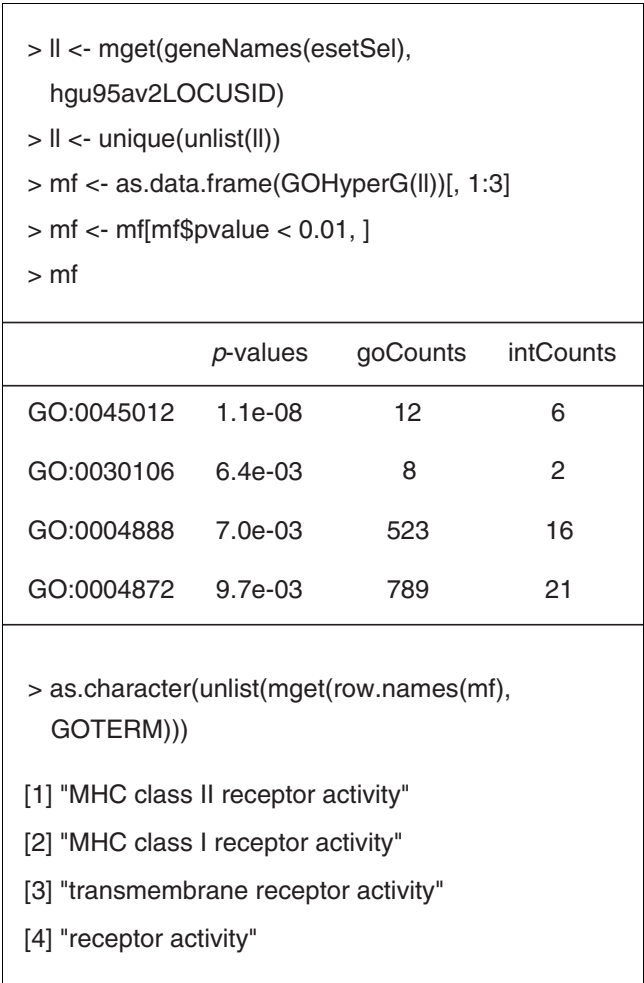 > ll <- mget(geneNames(esetSel),
hgu95av2LOCUSID)
> ll <- unique(unlist(ll))
> mf <- as.data.frame(GOHyperG(ll))[, 1:3]
> mf <- mf[mf$pvalue < 0.01, ]
> mf
p-values goCounts intCounts
GO:0045012 1.1e-08 12 6
GO:0030106 6.4e-03 8 2
GO:0004888 7.0e-03 523 16
GO:0004872 9.7e-03 789 21
> as.character(unlist(mget(row.names(mf),
GOTERM)))
[1] "MHC class II receptor activity"
[2] "MHC class I receptor activity"
[3] "transmembrane receptor activity"
[4] "receptor activity"